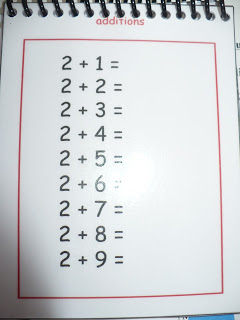 additions
2 + 1 =
2 + 2 =
2 + 3 =
2 + 4 =
2 + 5 =
2 + 6 =
2 + 7 =
2 + 8 =
2 + 9 =